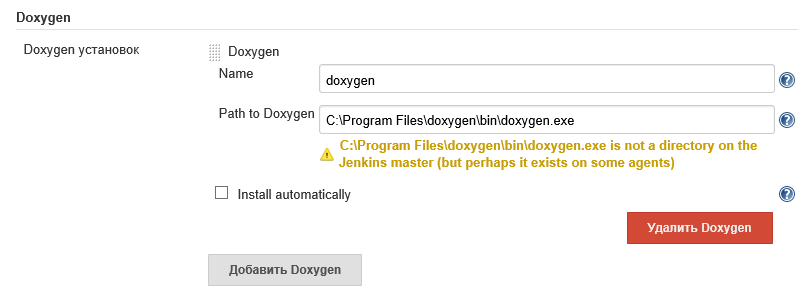 Doxygen
Doxygen установок
Doxygen
Name
doxygen
Path to Doxygen
C:\Program Files\doxygen\bin\doxygen.exe
C:\Program Files\doxygen\bin\doxygen.exe is not a directory on the
Jenkins master (but perhaps it exists on some agents)
Install automatically
Удалить Doxygen
Добавить Doxygen